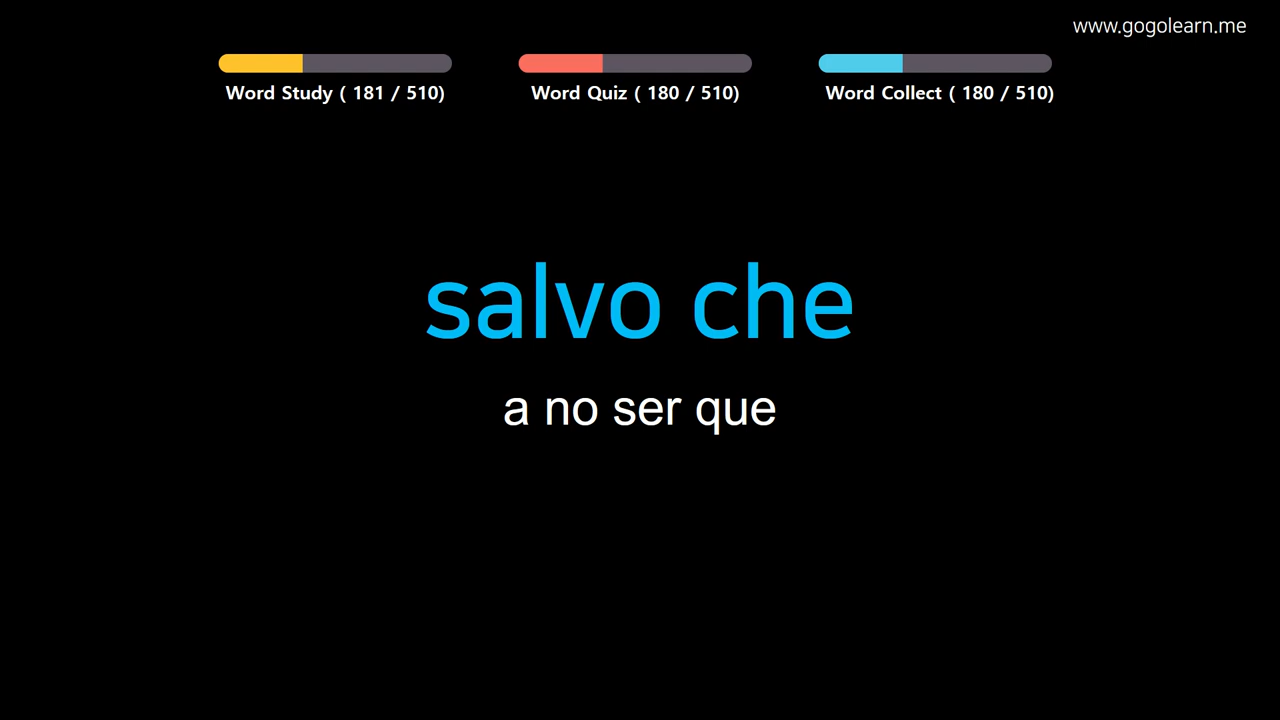 www.gogolearn.me
Word Study ( 181 / 510)
Word Quiz ( 180 / 510)
Word Collect ( 180 / 510)
salvo che
a no ser que